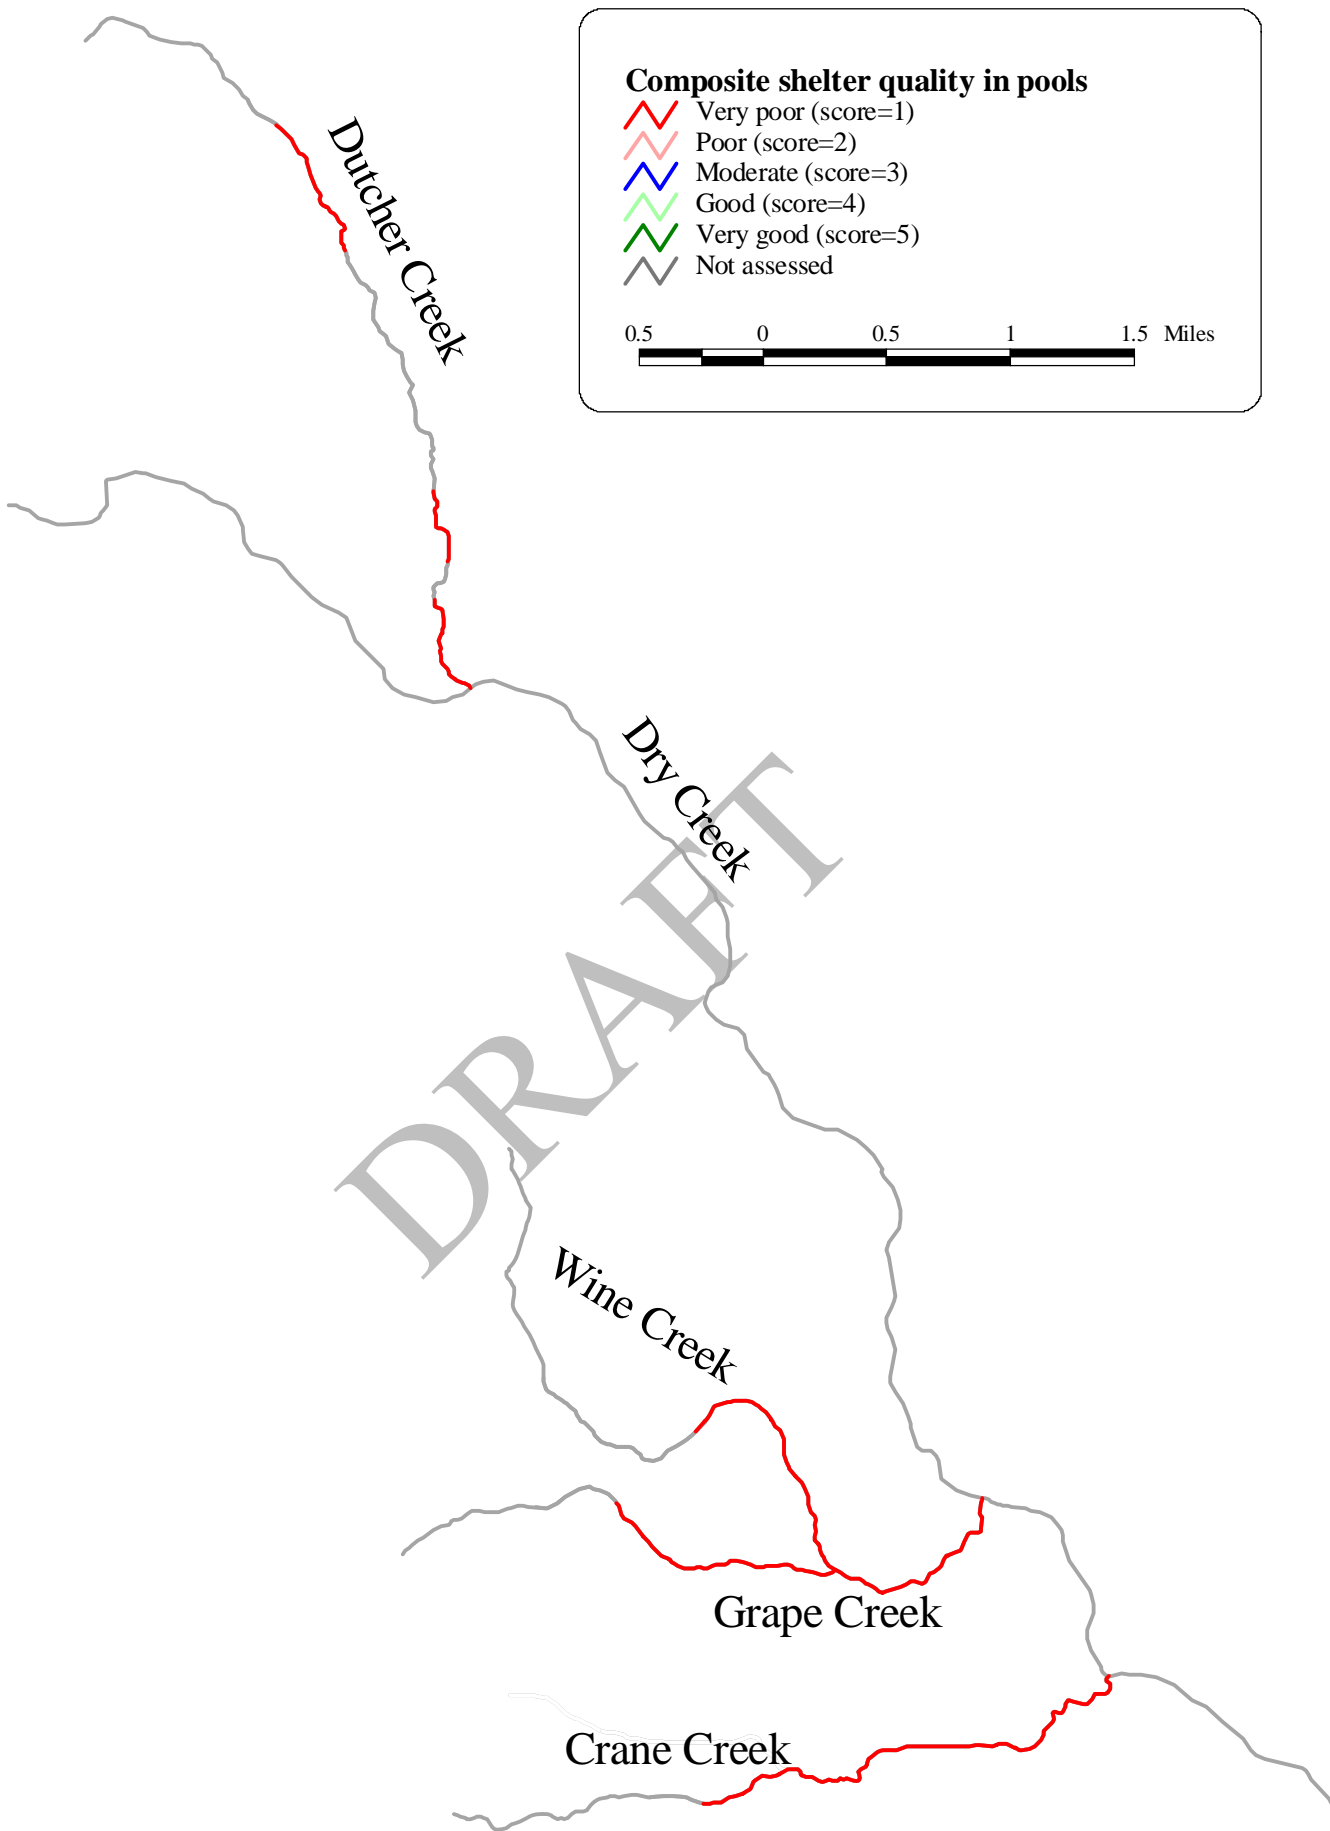 Composite shelter quality in pools
Very poor (score=1)
Poor (score=2)
Moderate (score=3)
Good (score=4)
Very good (score=5)
Not assessed
0.5 0 0.5 1 1.5 Miles
Dutcher Creek
Dry Creek
DRAFT
Wine Creek
Grape Creek
Crane Creek